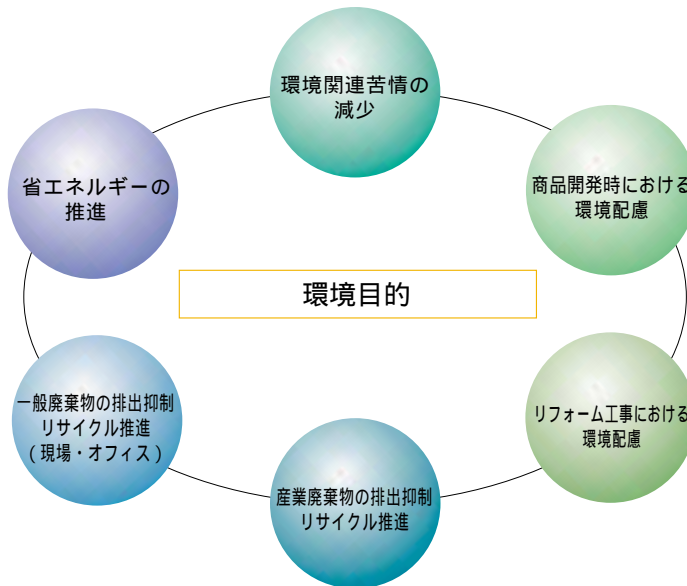 環境関連苦情の
減少
省エネルギーの
推進
商品開発時における
環境配慮
環境目的
一般廃棄物の排出抑制
リサイクル推進
(現場・オフィス)
リフォーム工事における
環境配慮
産業廃棄物の排出抑制
リサイクル推進